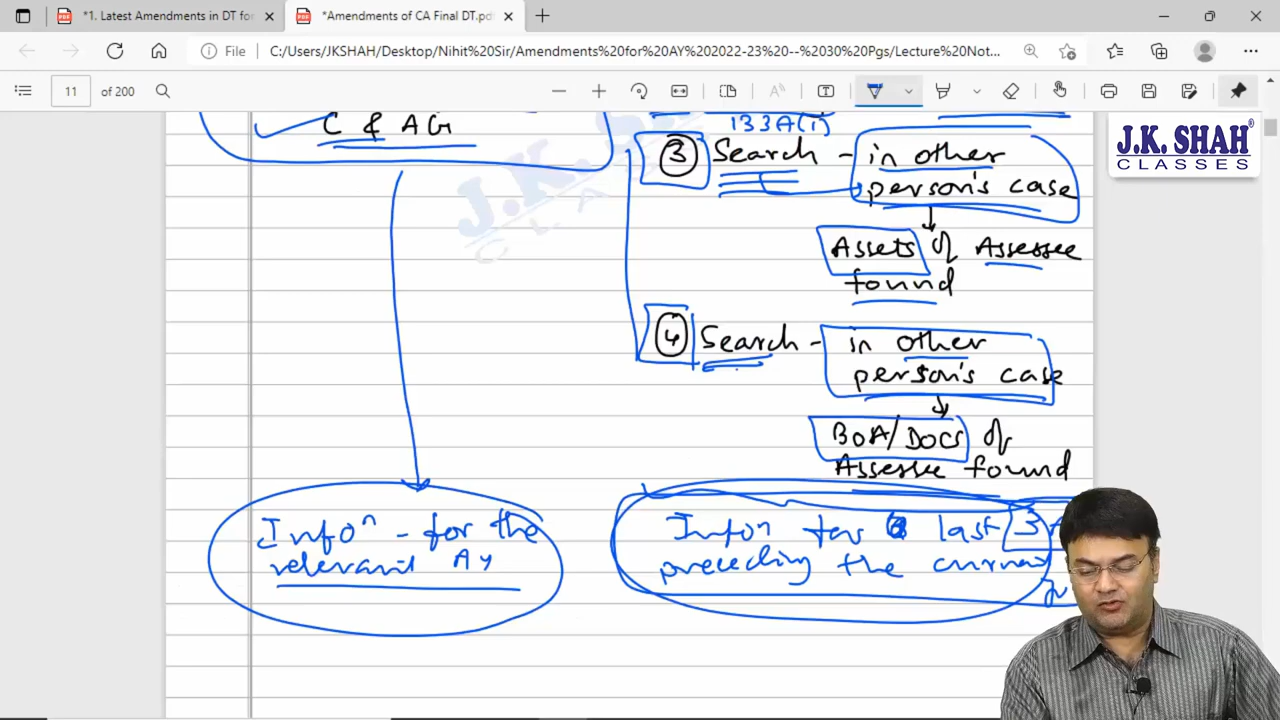 *1. Latest Amendments in DT for
*Amendments of CA Final DT.pdf
File
C:/Users/JKSHAH/Desktop/Nihit%20Sir/Amendments%20for%20AY%202022-23%20--%2030%20Pgs/Lecture%20Not...
11 of 200
J.K. SHAH®
CLASSES
C & AG
133A(1)
③ Search - in other
person's case
Assets of Assessee
found
④ Search - in other
person's case
BOA/DOCS of
Assessee found
Infoⁿ - for the
relevant AY
Infoⁿ for last 3
preceding the current